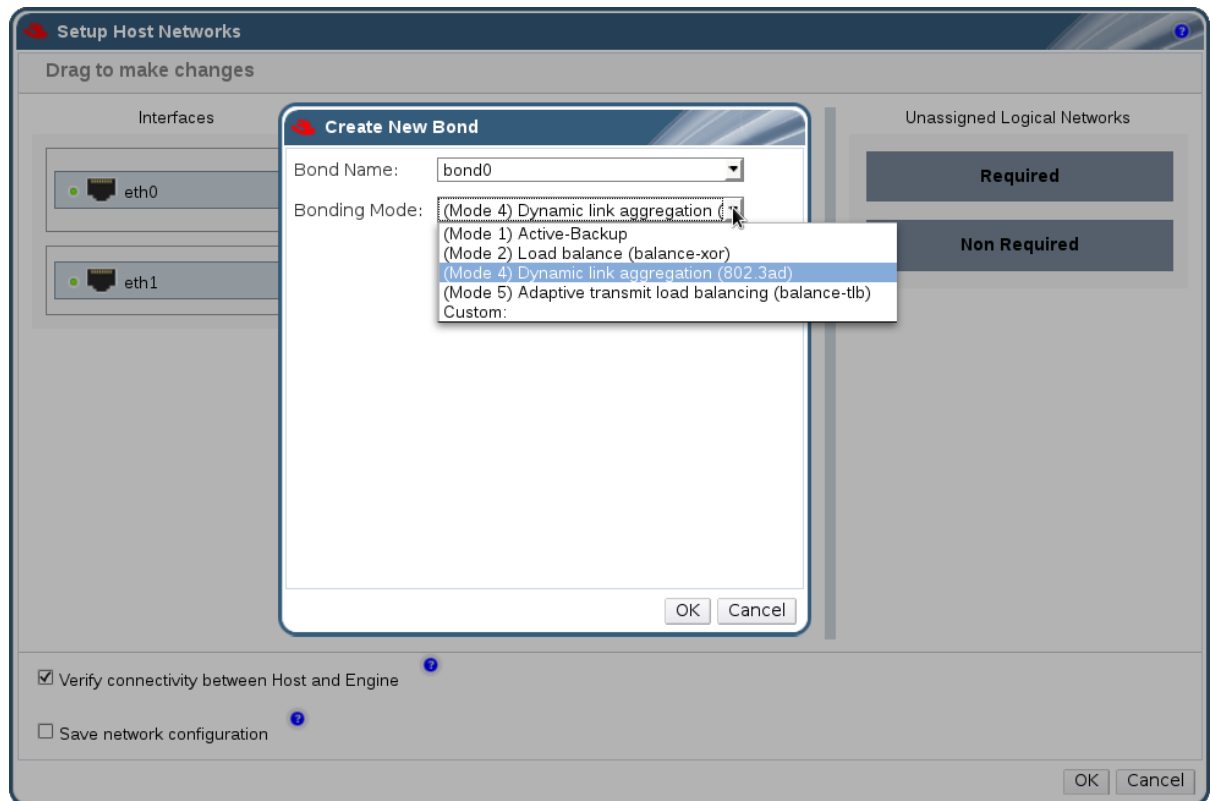 Setup Host Networks
?
Drag to make changes
Interfaces
eth0
eth1
Create New Bond
Bond Name: bond0
Bonding Mode: (Mode 4) Dynamic link aggregation (
(Mode 1) Active-Backup
(Mode 2) Load balance (balance-xor)
(Mode 4) Dynamic link aggregation (802.3ad)
(Mode 5) Adaptive transmit load balancing (balance-tlb)
Custom:
OK Cancel
Unassigned Logical Networks
Required
Non Required
Verify connectivity between Host and Engine ?
Save network configuration ?
OK Cancel